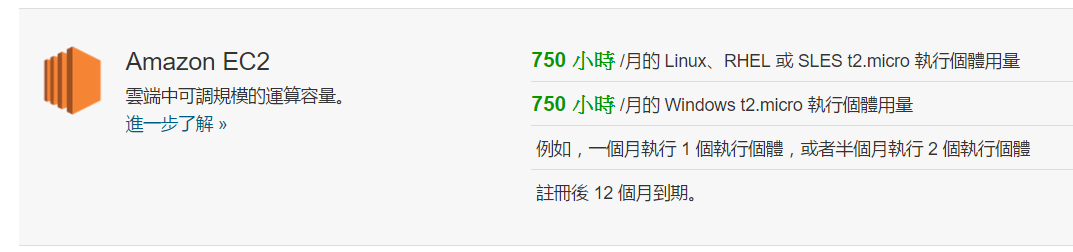 Amazon EC2
雲端中可調規模的運算容量。
進一步了解 »
750 小時 /月的 Linux、RHEL 或 SLES t2.micro 執行個體用量
750 小時 /月的 Windows t2.micro 執行個體用量
例如，一個月執行 1 個執行個體，或者半個月執行 2 個執行個體
註冊後 12 個月到期。